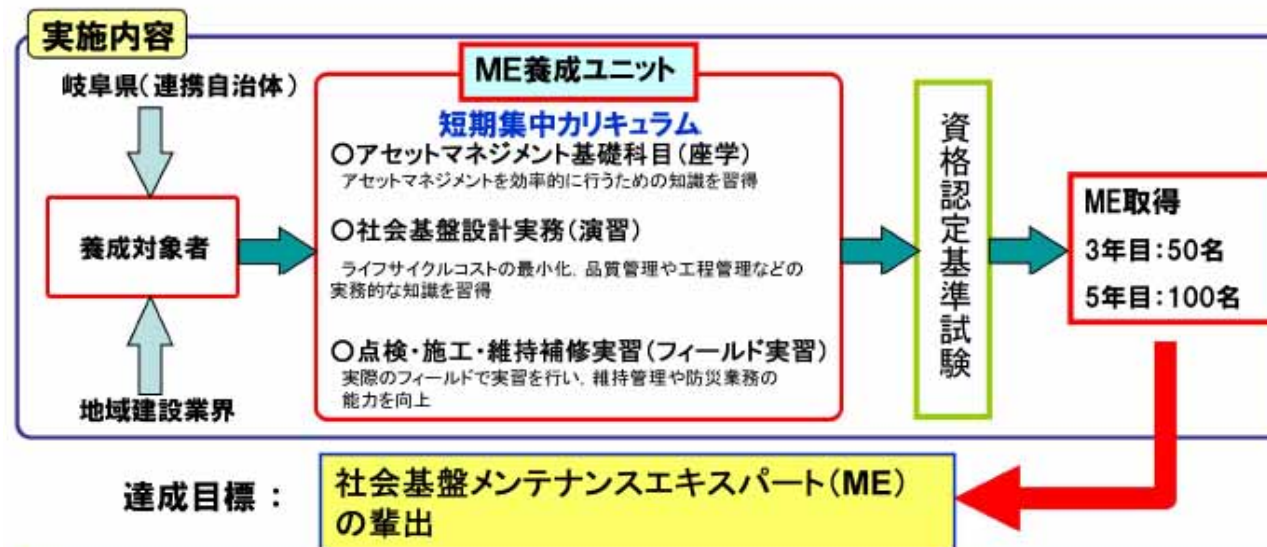 実施内容
岐阜県(連携自治体)
養成対象者
地域建設業界
ME養成ユニット
短期集中カリキュラム
○アセットマネジメント基礎科目(座学)
アセットマネジメントを効率的に行うための知識を習得
○社会基盤設計実務(演習)
ライフサイクルコストの最小化、品質管理や工程管理などの
実務的な知識を習得
○点検・施工・維持補修実習(フィールド実習)
実際のフィールドで実習を行い、維持管理や防災業務の
能力を向上
資格認定基準試験
ME取得
3年目:50名
5年目:100名
達成目標:
社会基盤メンテナンスエキスパート(ME)
の輩出